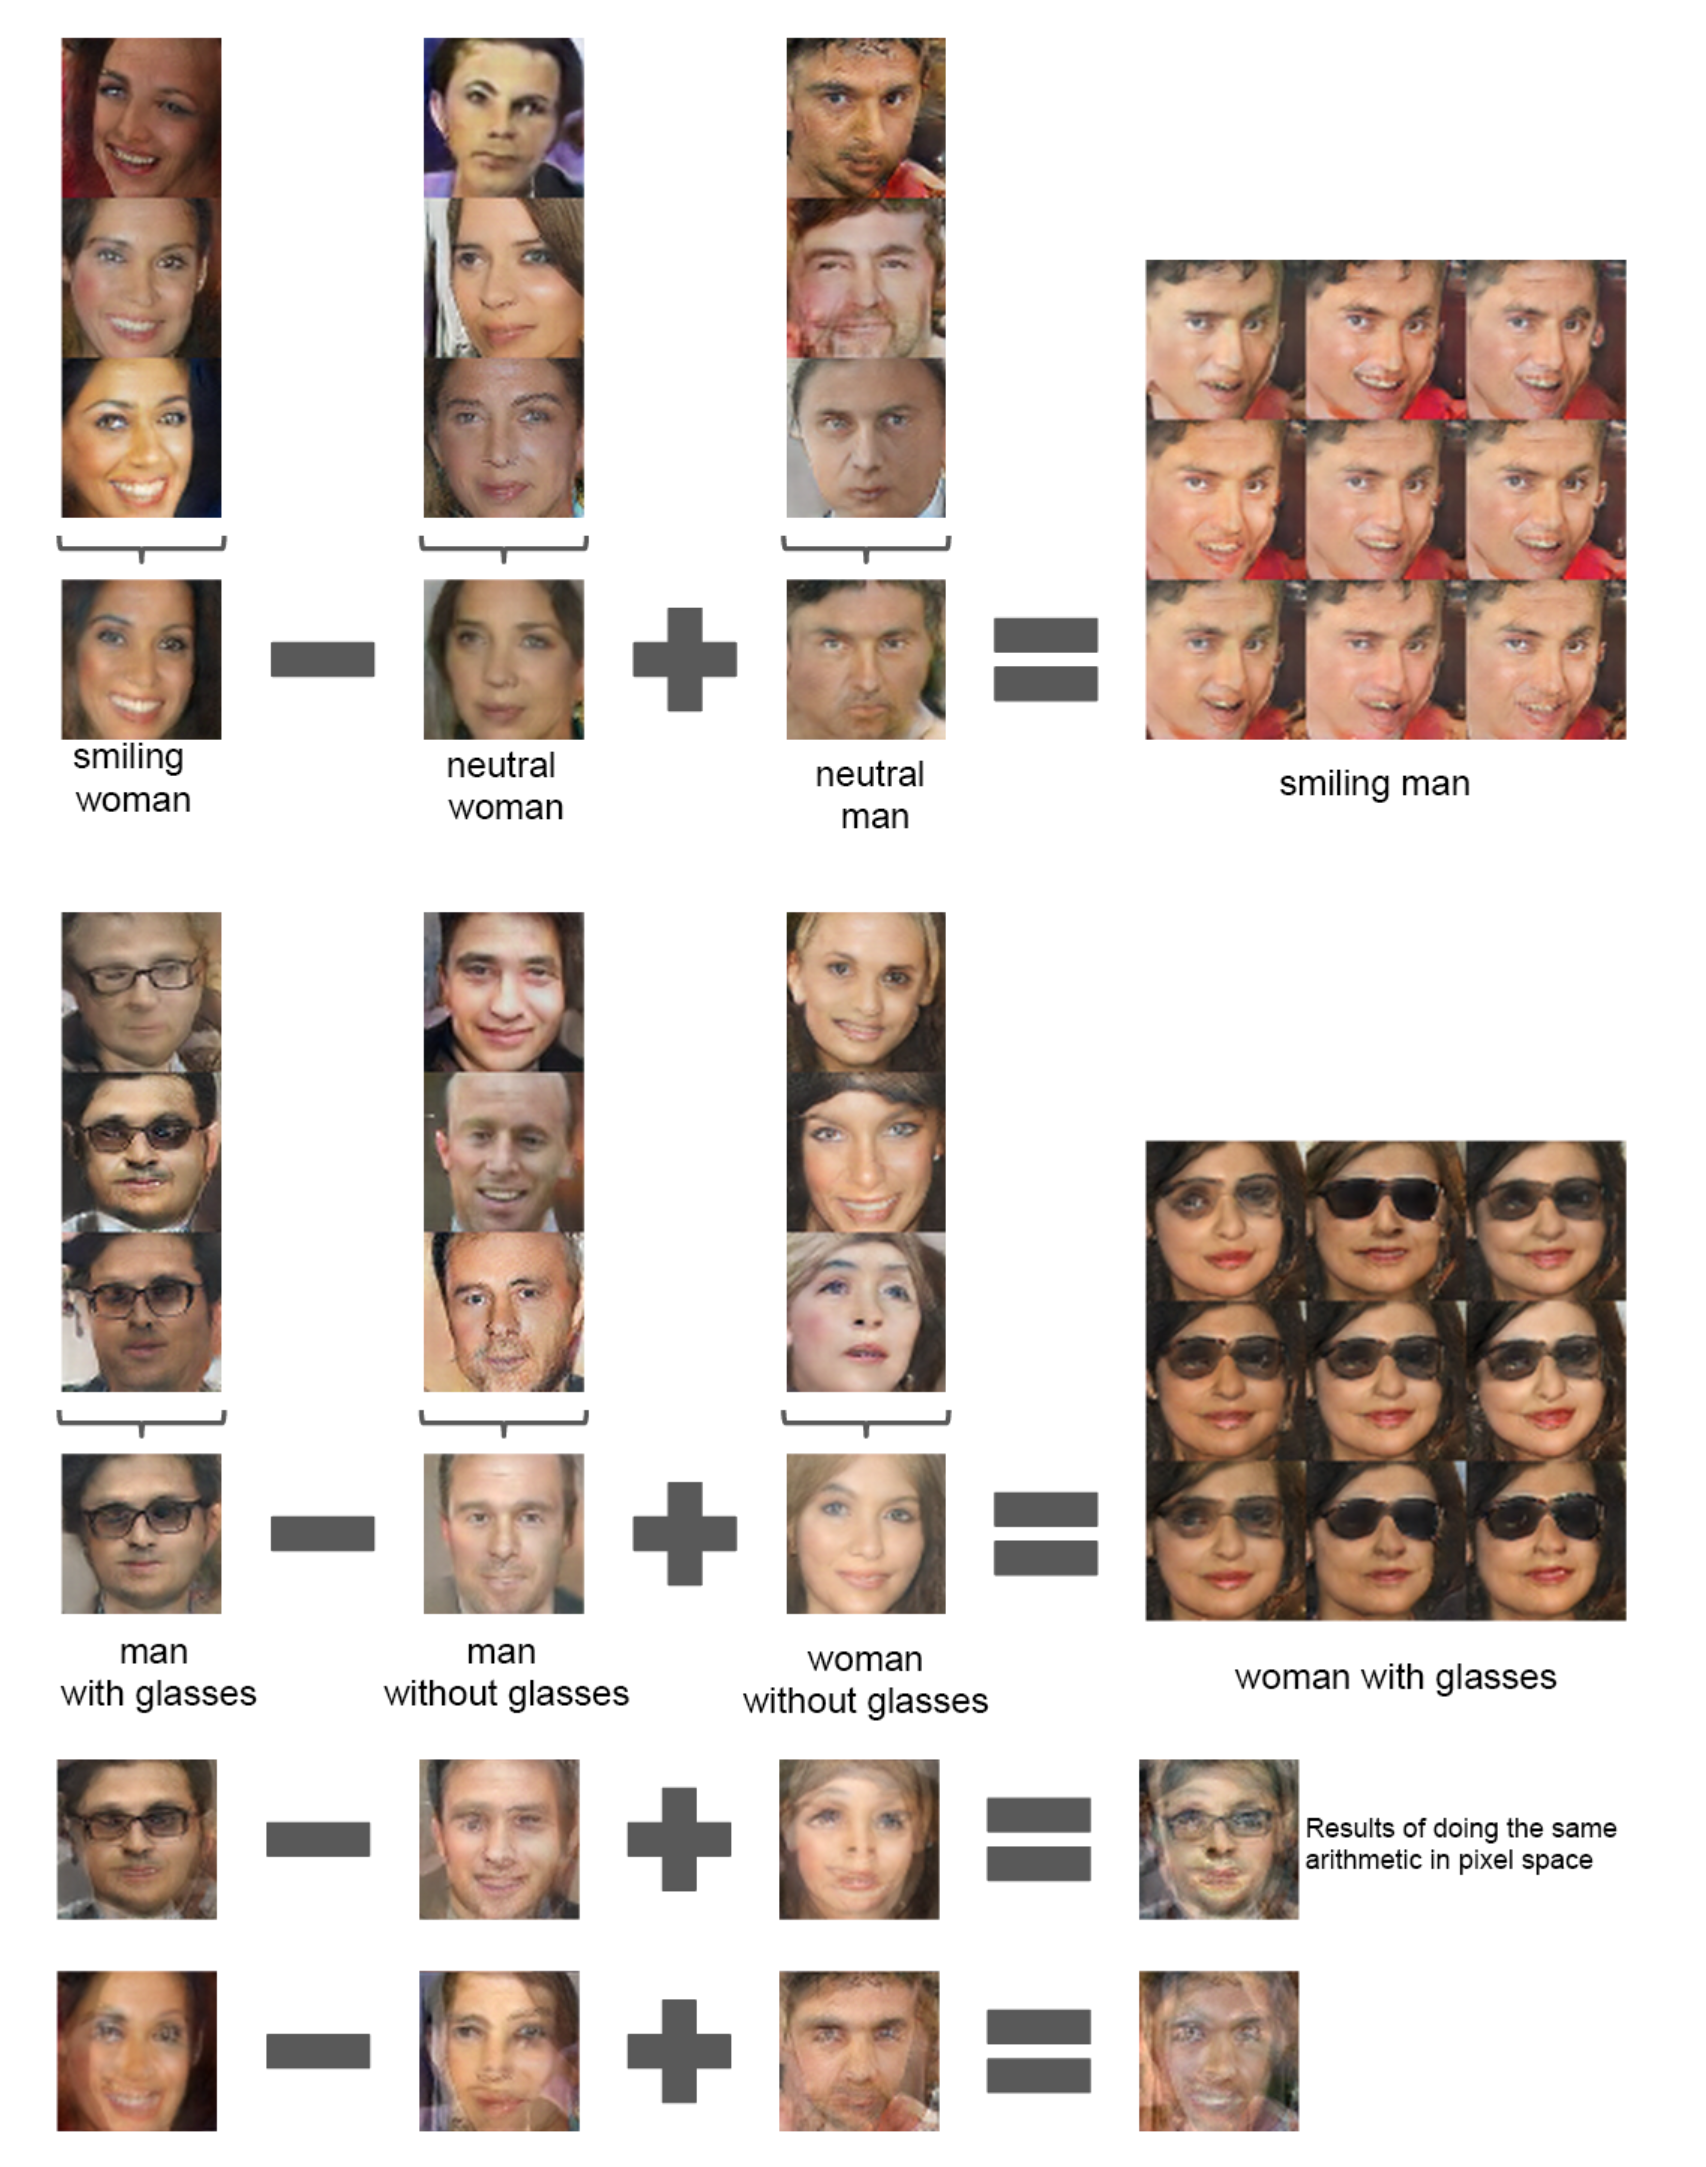 smiling
woman
neutral
woman
neutral
man
smiling man
man
with glasses
man
without glasses
woman
without glasses
woman with glasses
Results of doing the same
arithmetic in pixel space